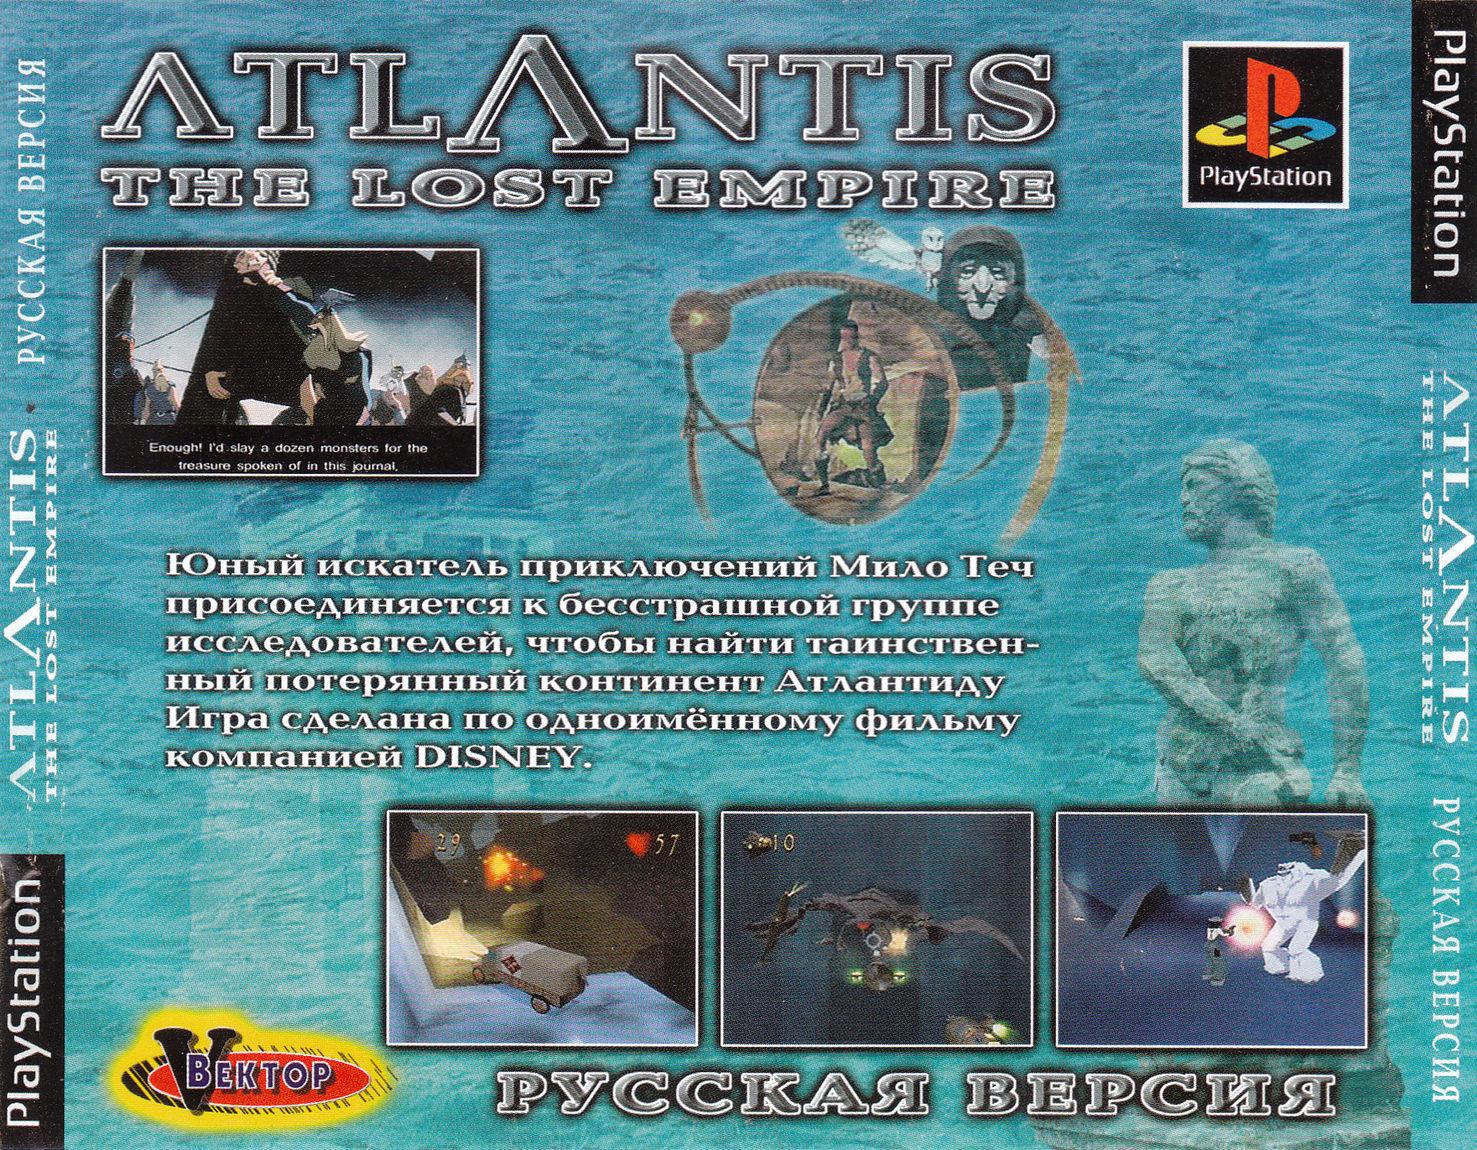 ATLANTIS
THE LOST EMPIRE
PlayStation
Enough! I'd slay a dozen monsters for the
treasure spoken of in this journal,
Юный искатель приключений Мило Теч
присоединяется к бесстрашной группе
исследователей, чтобы найти таинствен-
ный потерянный континент Атлантиду
Игра сделана по одноимённому фильму
компанией DISNEY.
29
57
10
ВЕКТОР
РУССКАЯ ВЕРСИЯ
PlayStation
ATLANTIS
THE LOST EMPIRE
• РУССКАЯ ВЕРСИЯ
PlayStation
ATLANTIS
THE LOST EMPIRE
РУССКАЯ ВЕРСИЯ